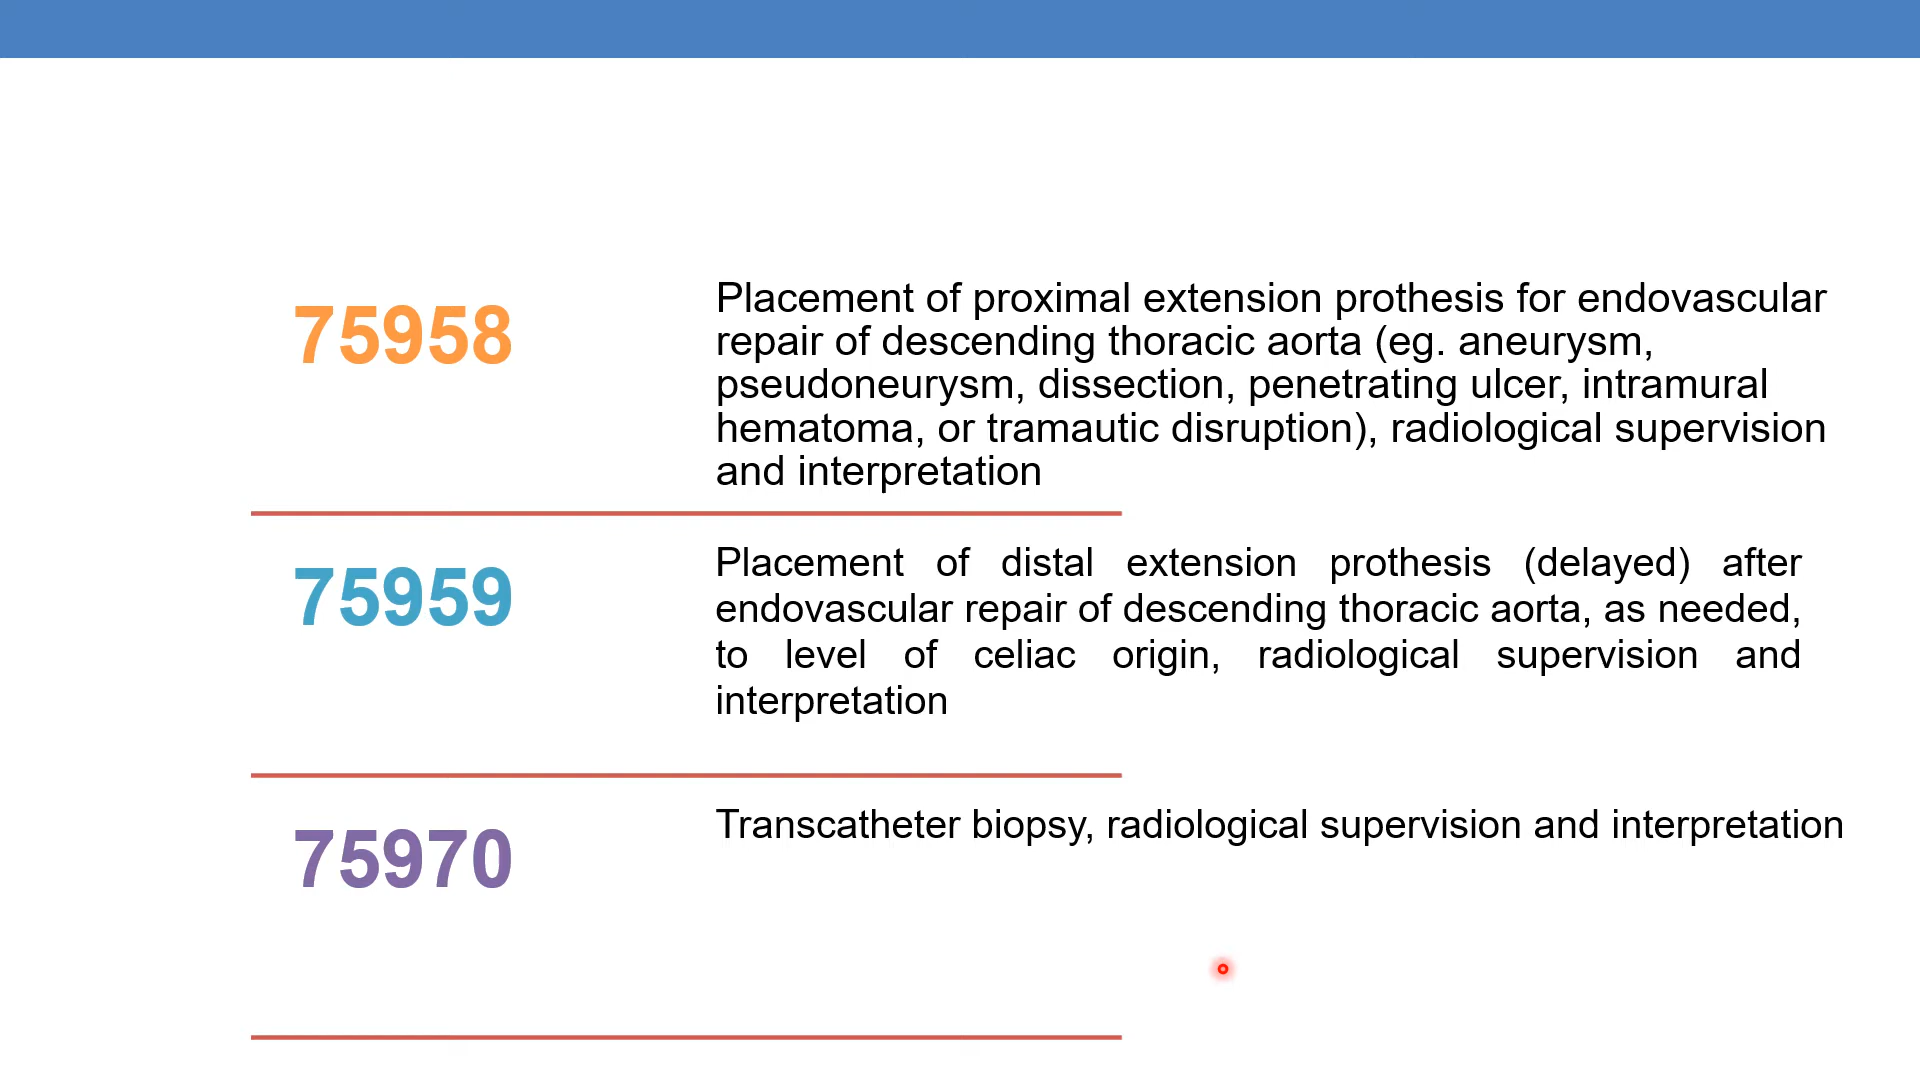 75958
Placement of proximal extension prothesis for endovascular
repair of descending thoracic aorta (eg. aneurysm,
pseudoneurysm, dissection, penetrating ulcer, intramural
hematoma, or tramautic disruption), radiological supervision
and interpretation
75959
Placement of distal extension prothesis (delayed) after
endovascular repair of descending thoracic aorta, as needed,
to level of celiac origin, radiological supervision and
interpretation
75970
Transcatheter biopsy, radiological supervision and interpretation